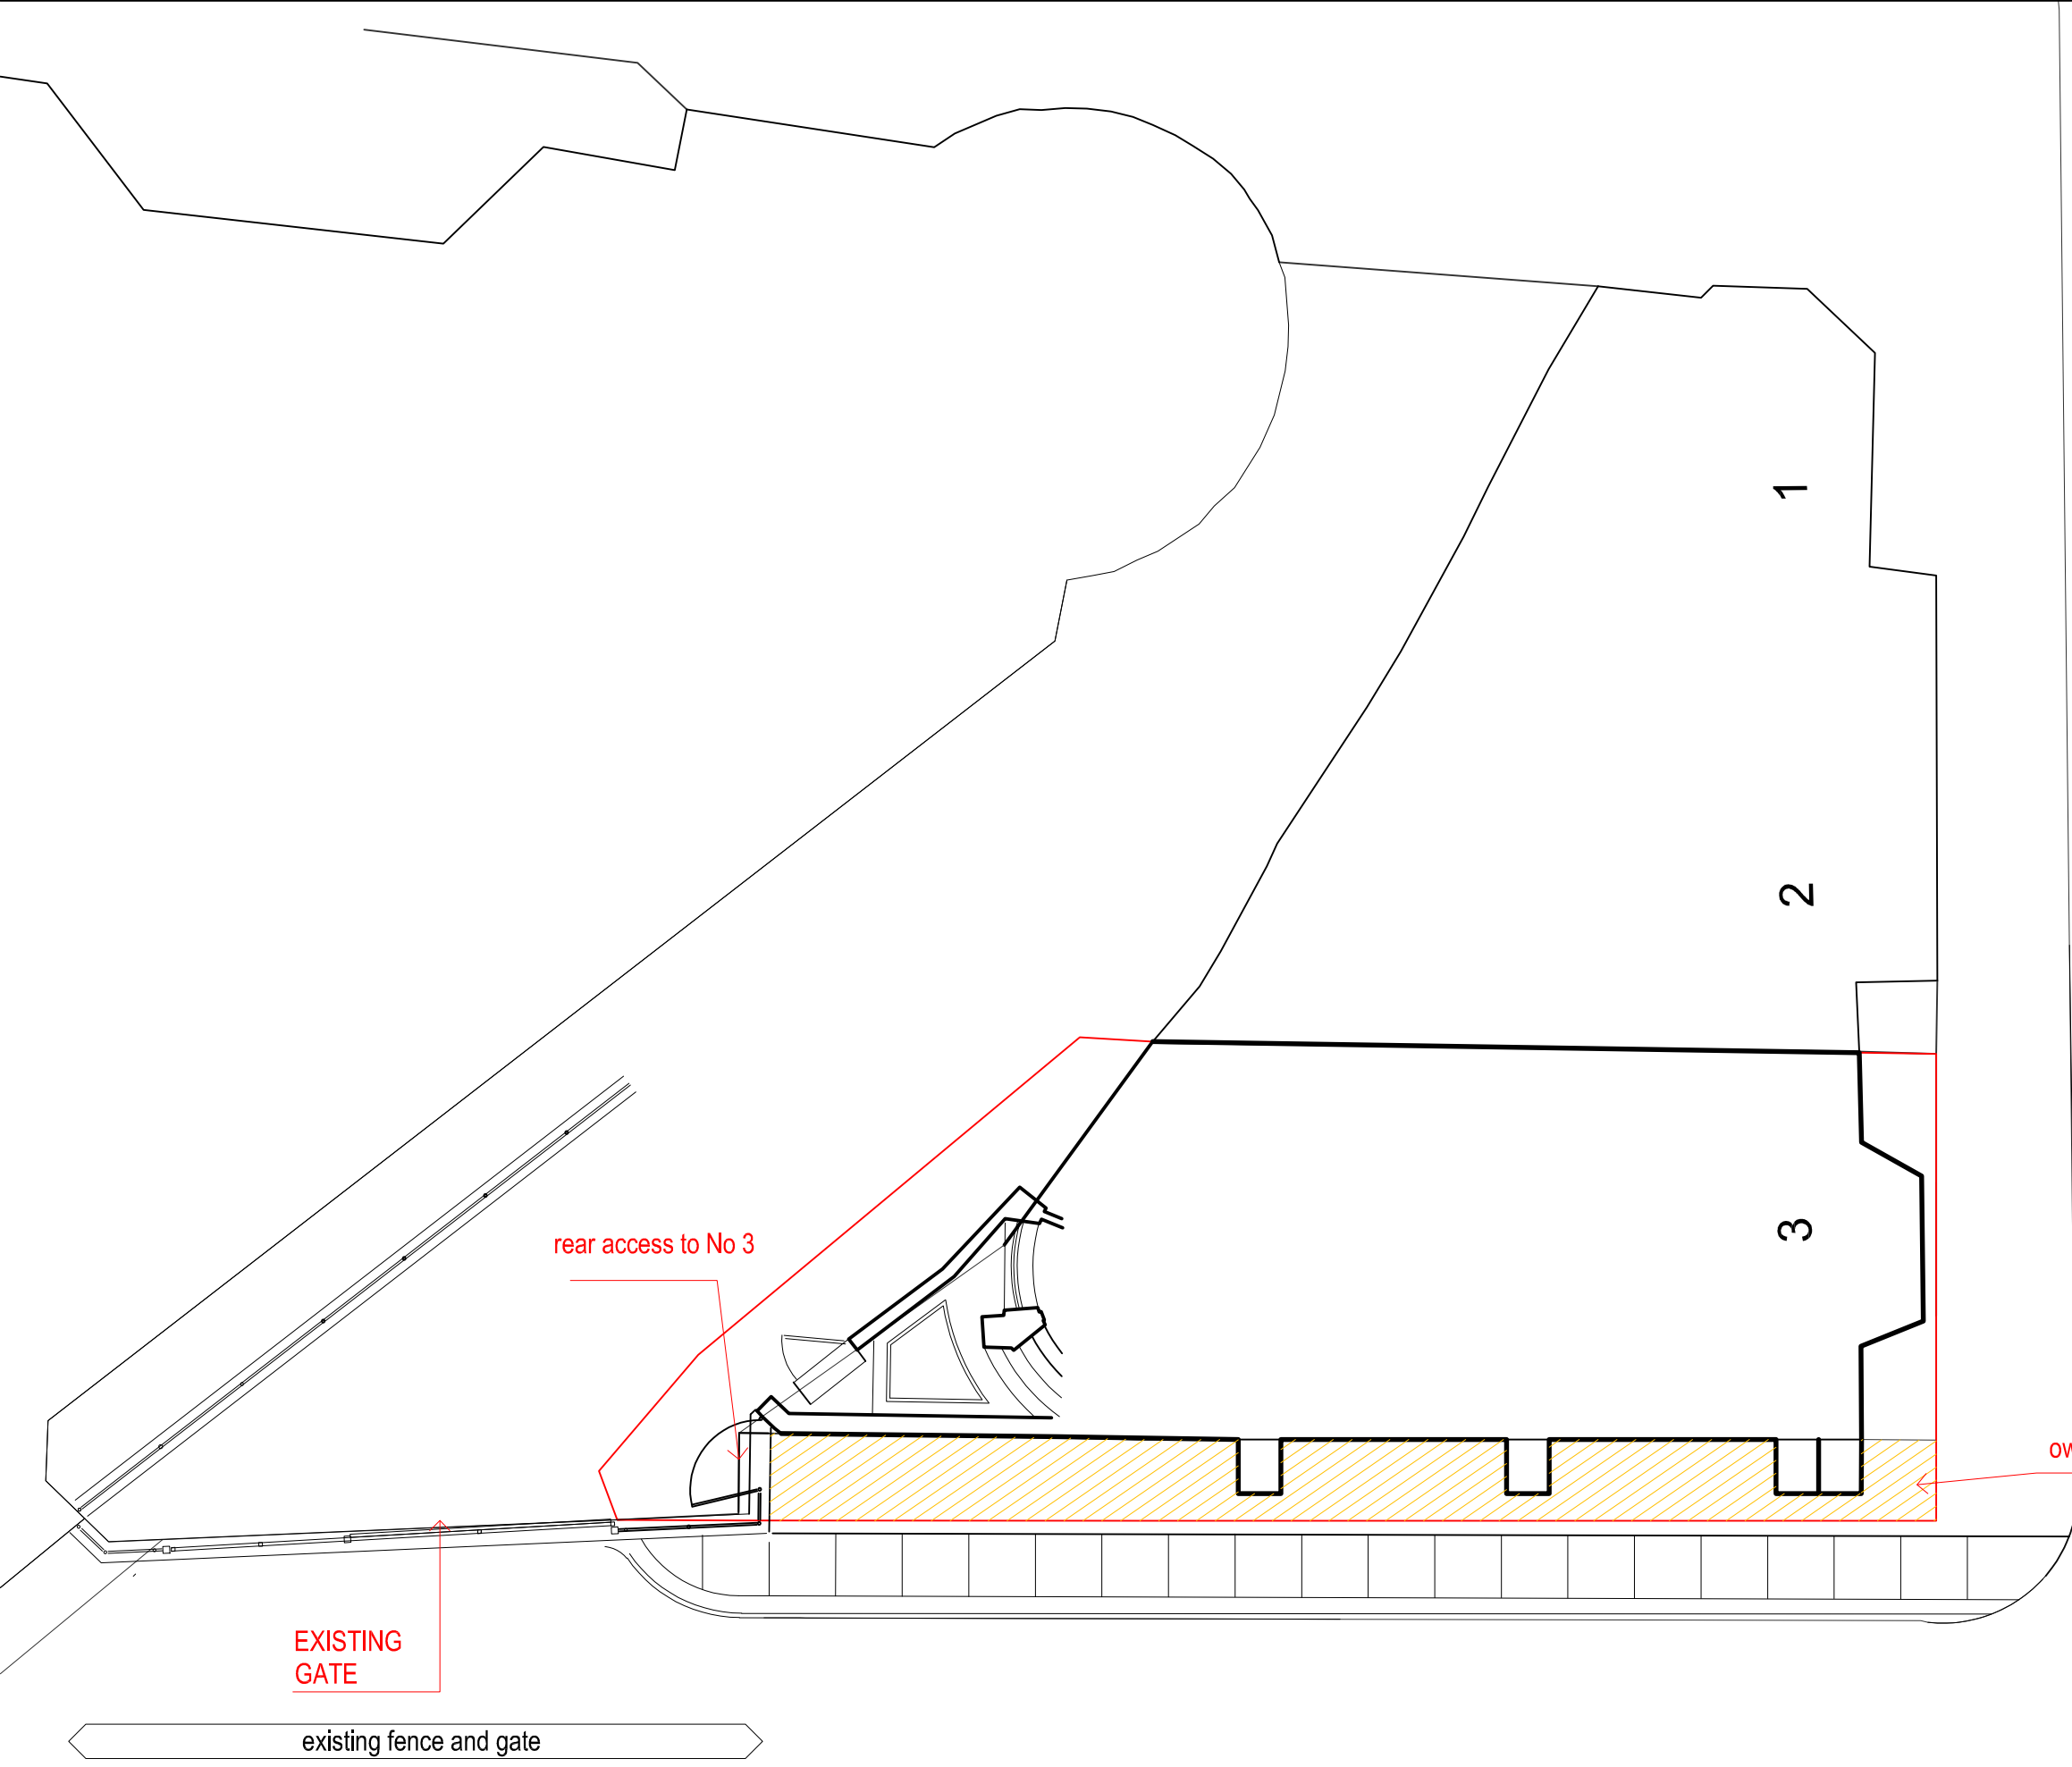 1
2
3
rear access to No 3
EXISTING
GATE
existing fence and gate